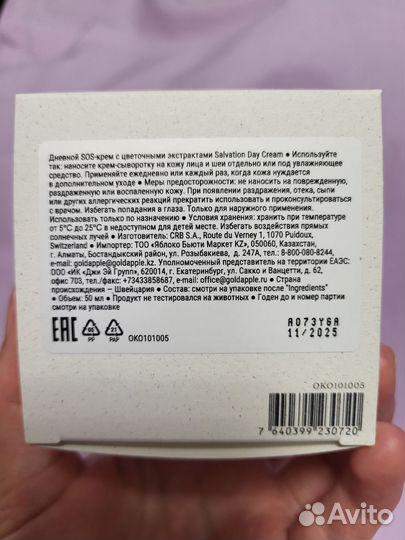 Дневной SOS-крем с цветочными экстрактами Salvation Day Cream ● Используйте
так: наносите крем-сыворотку на кожу лица и шеи отдельно или под увлажняющее
средство. Применяйте ежедневно или каждый раз, когда кожа нуждается
в дополнительном уходе ● Меры предосторожности: не наносить на поврежденную,
раздраженную или воспаленную кожу. При появлении раздражения, отека, сыпи
или других аллергических реакций прекратить использовать и проконсультироваться
с врачом. Избегать попадания в глаза. Только для наружного применения.
Использовать только по назначению ● Условия хранения: хранить при температуре
от 5°С до 25°С в недоступном для детей месте. Избегать воздействия прямых
солнечных лучей ● Изготовитель: CRB S.A., Route du Verney 1, 1070 Puidoux,
Switzerland ● Импортер: ТОО «Яблоко Бьюти Маркет KZ», 050060, Казахстан,
г. Алматы, Бостандыкский район, ул. Розыбакиева, д. 247А, тел.: 8-800-080-8244,
e-mail: goldapple.kz. Уполномоченный представитель на территории ЕАЭС:
ООО «ИК «Джи Эй Групп», 620014, г. Екатеринбург, ул. Сакко и Ванцетти, д. 62,
офис 703, тел./факс: +73433858687, e-mail: office@goldapple.ru ● Страна
происхождения – Швейцария ● Состав: смотри на упаковке после "Ingredients"
● Объем: 50 мл ● Продукт не тестировался на животных ● Годен до и номер партии
смотри на упаковке
A073Y6A
11/2025
EAC
05
PP
21
PAP
OKO101005
OKO101005
7 640399 230720
Avito